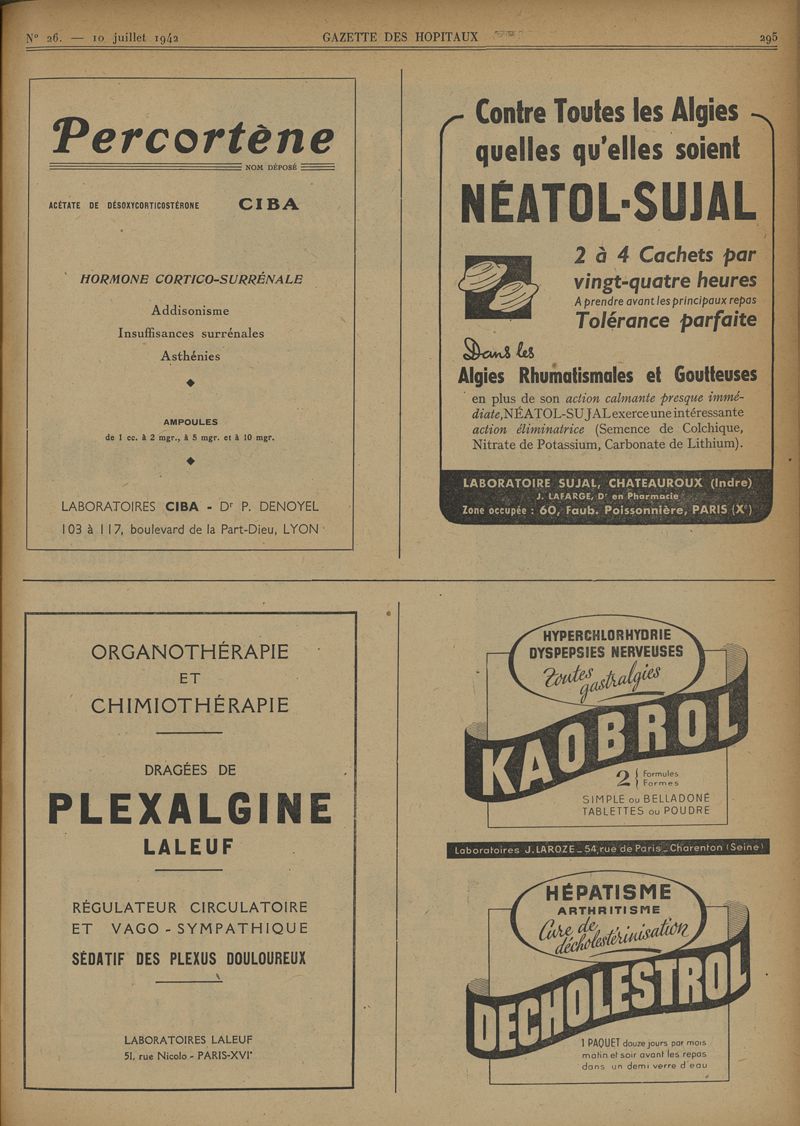 N° 26. — 10 juillet 1942
GAZETTE DES HOPITAUX
295
Percortène
NOM DÉPOSÉ
ACÉTATE DE DÉSOXYCORTICOSTÉRONE CIBA
HORMONE CORTICO-SURRÉNALE
Addisonisme
Insuffisances surrénales
Asthénies
AMPOULES
de 1 cc. à 2 mgr., à 5 mgr. et à 10 mgr.
LABORATOIRES CIBA - Dr P. DENOYEL
103 à 117, boulevard de la Part-Dieu, LYON
Contre Toutes les Algies
quelles qu'elles soient
NÉATOL-SUJAL
2 à 4 Cachets par
vingt-quatre heures
A prendre avant les principaux repas
Tolérance parfaite
Dans les
Algies Rhumatismales et Goutteuses
en plus de son action calmante presque immé-
diate, NÉATOL-SUJAL exerce une intéressante
action éliminatrice (Semence de Colchique,
Nitrate de Potassium, Carbonate de Lithium).
LABORATOIRE SUJAL, CHATEAUROUX (Indre)
J. LAFARGE, Dr en Pharmacie
Zone occupée : 60, Faub. Poissonnière, PARIS (Xe)
ORGANOTHÉRAPIE
ET
CHIMIOTHÉRAPIE
DRAGÉES DE
PLEXALGINE
LALEUF
RÉGULATEUR CIRCULATOIRE
ET VAGO - SYMPATHIQUE
SÉDATIF DES PLEXUS DOULOUREUX
LABORATOIRES LALEUF
51, rue Nicolo - PARIS-XVIe
HYPERCHLORHYDRIE
DYSPEPSIES NERVEUSES
Toutes
gastralgies
KAOBROL
2 Formules
Formes
SIMPLE ou BELLADONÉ
TABLETTES ou POUDRE
Laboratoires J. LAROZE _ 54, rue de Paris _ Charenton (Seine)
HÉPATISME
ARTHRITISME
Cure de
décholestérinisation
DECHOLESTROL
1 PAQUET douze jours par mois
matin et soir avant les repas
dans un demi verre d'eau